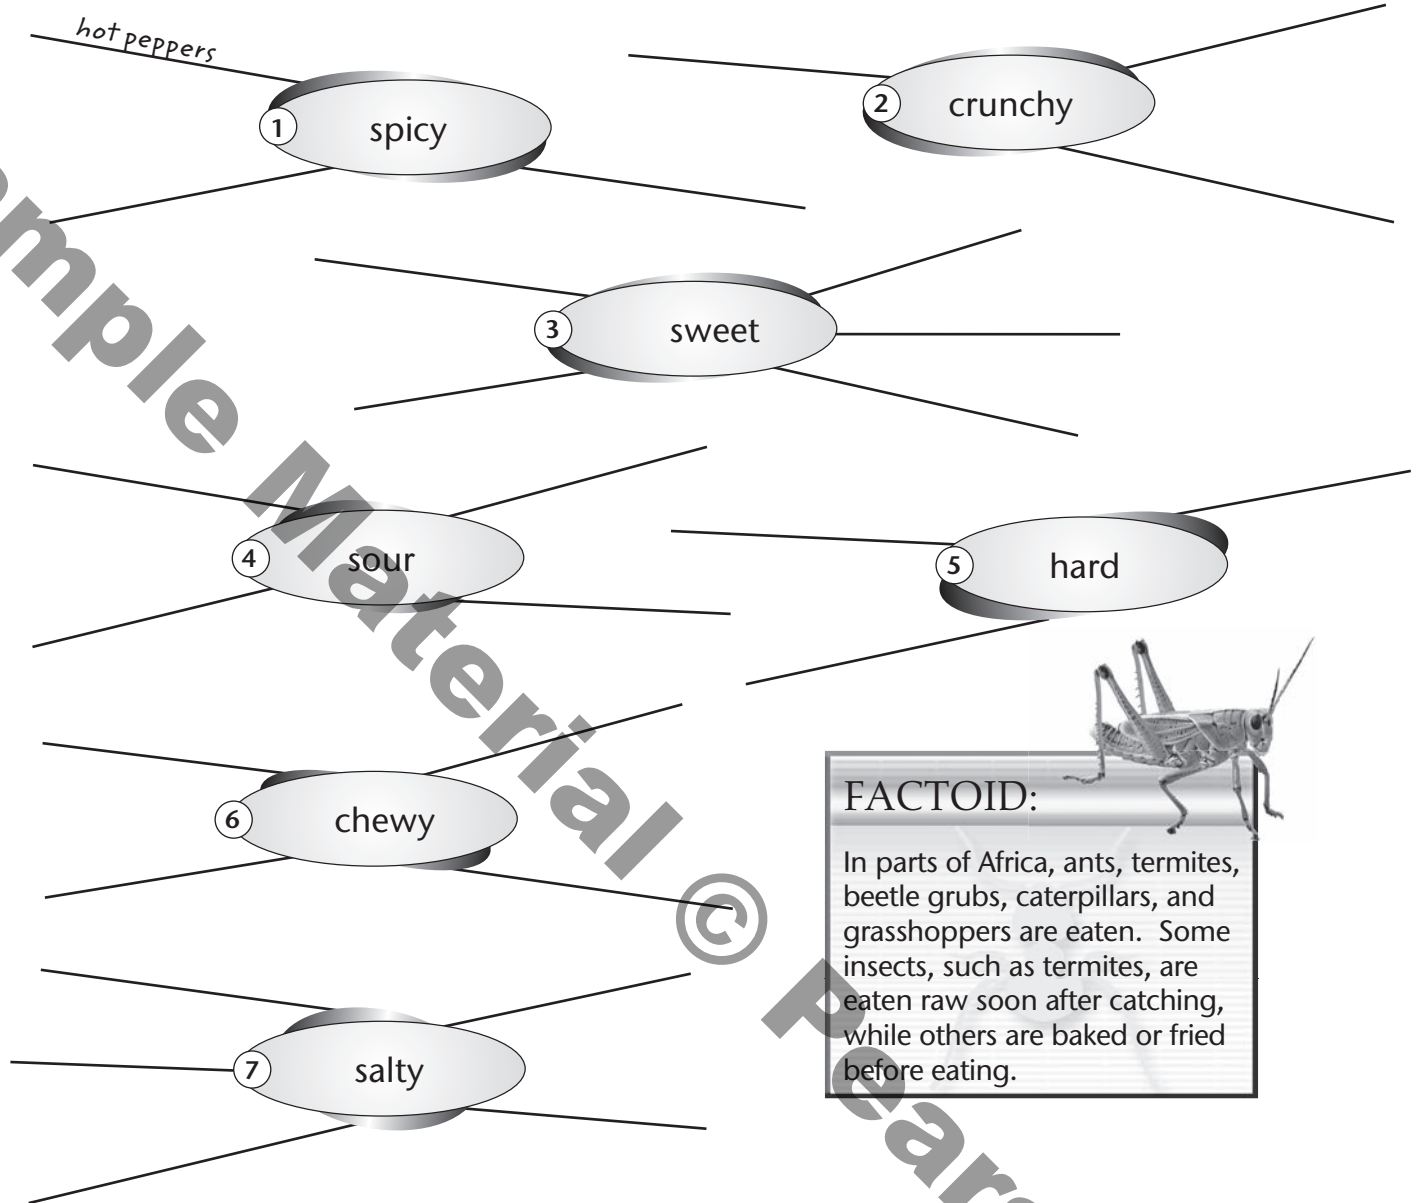 hot peppers
1 spicy
2 crunchy
3 sweet
4 sour
5 hard
6 chewy
7 salty
FACTOID:
In parts of Africa, ants, termites,
beetle grubs, caterpillars, and
grasshoppers are eaten. Some
insects, such as termites, are
eaten raw soon after catching,
while others are baked or fried
before eating.
mple Material © Pears